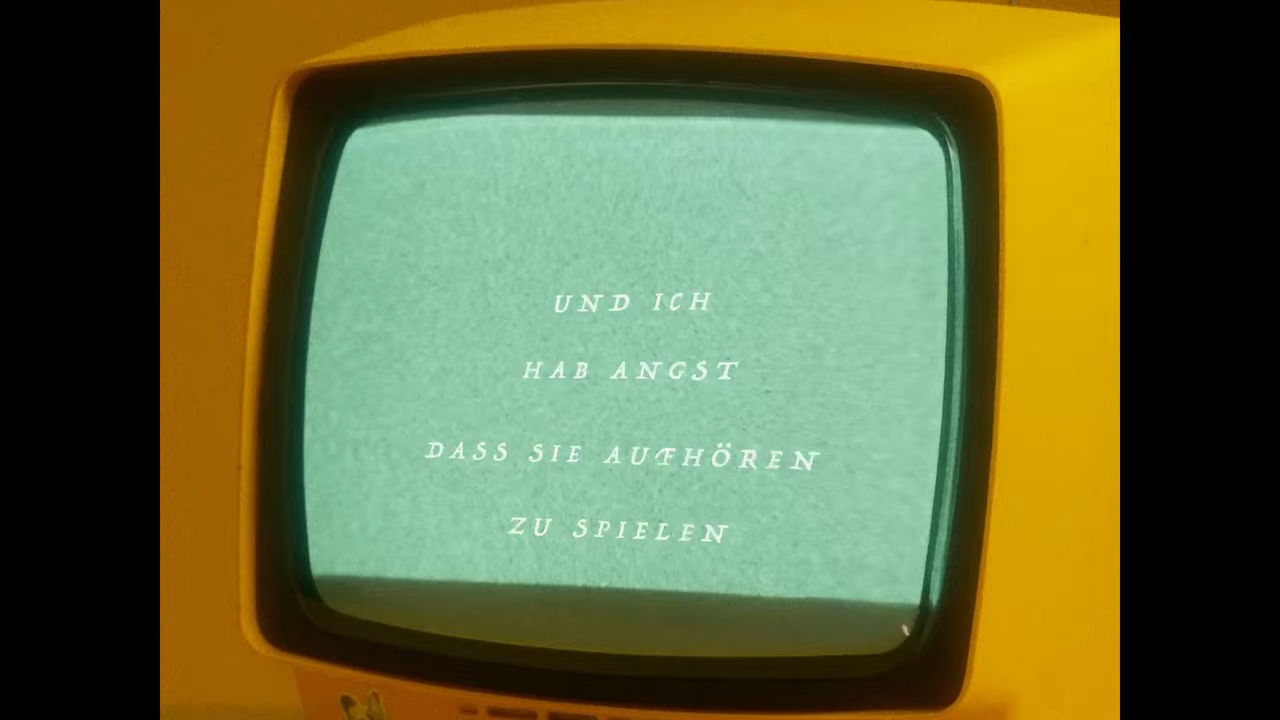 UND ICH
HAB ANGST
DASS SIE AUFHÖREN
ZU SPIELEN